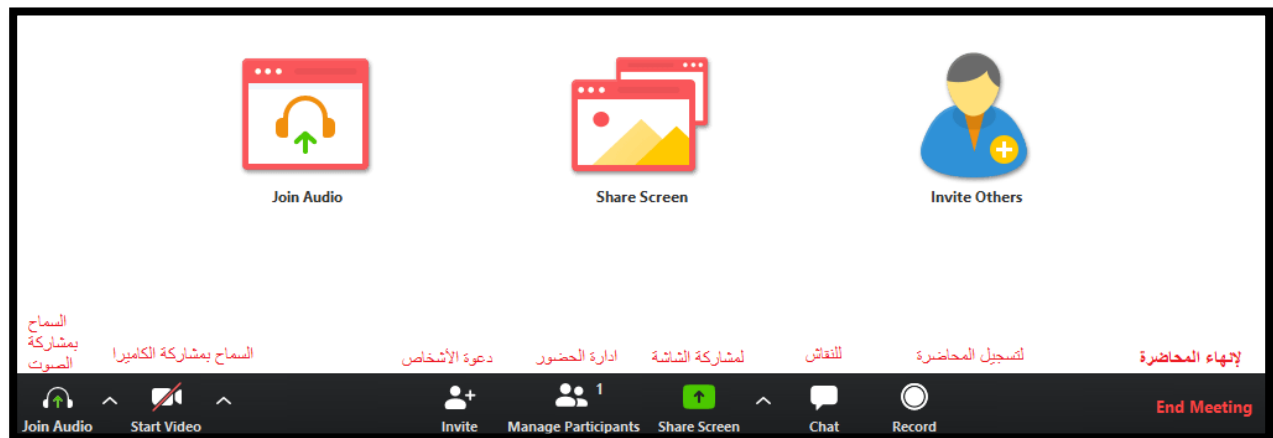 Join Audio
Share Screen
Invite Others
السماح
بمشاركة
الصوت
السماح بمشاركة الكاميرا
دعوة الأشخاص
ادارة الحضور
لمشاركة الشاشة
للنقاش
لتسجيل المحاضرة
لإنهاء المحاضرة
Join Audio
Start Video
Invite
Manage Participants
1
Share Screen
Chat
Record
End Meeting